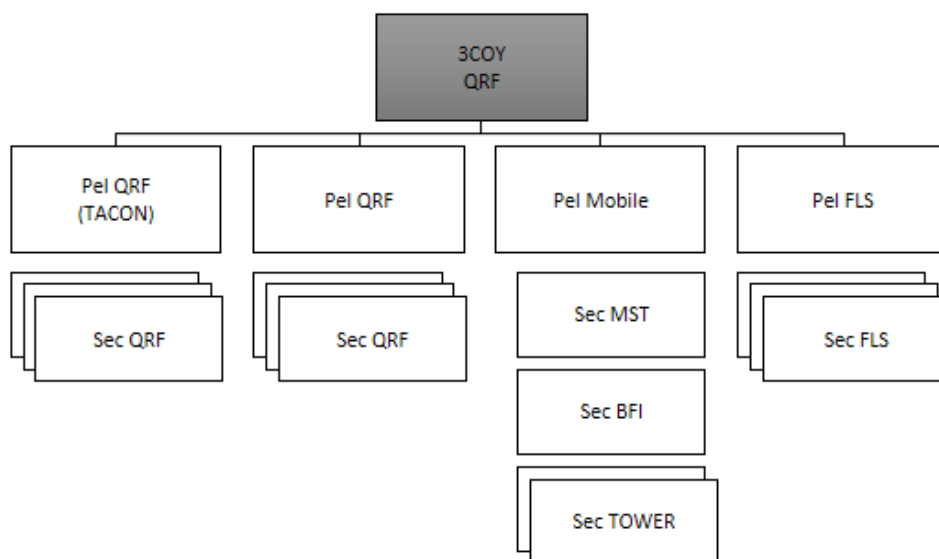 3COY
QRF
Pel QRF
(TACON)
Pel QRF
Pel Mobile
Pel FLS
Sec QRF
Sec QRF
Sec MST
Sec FLS
Sec BFI
Sec TOWER